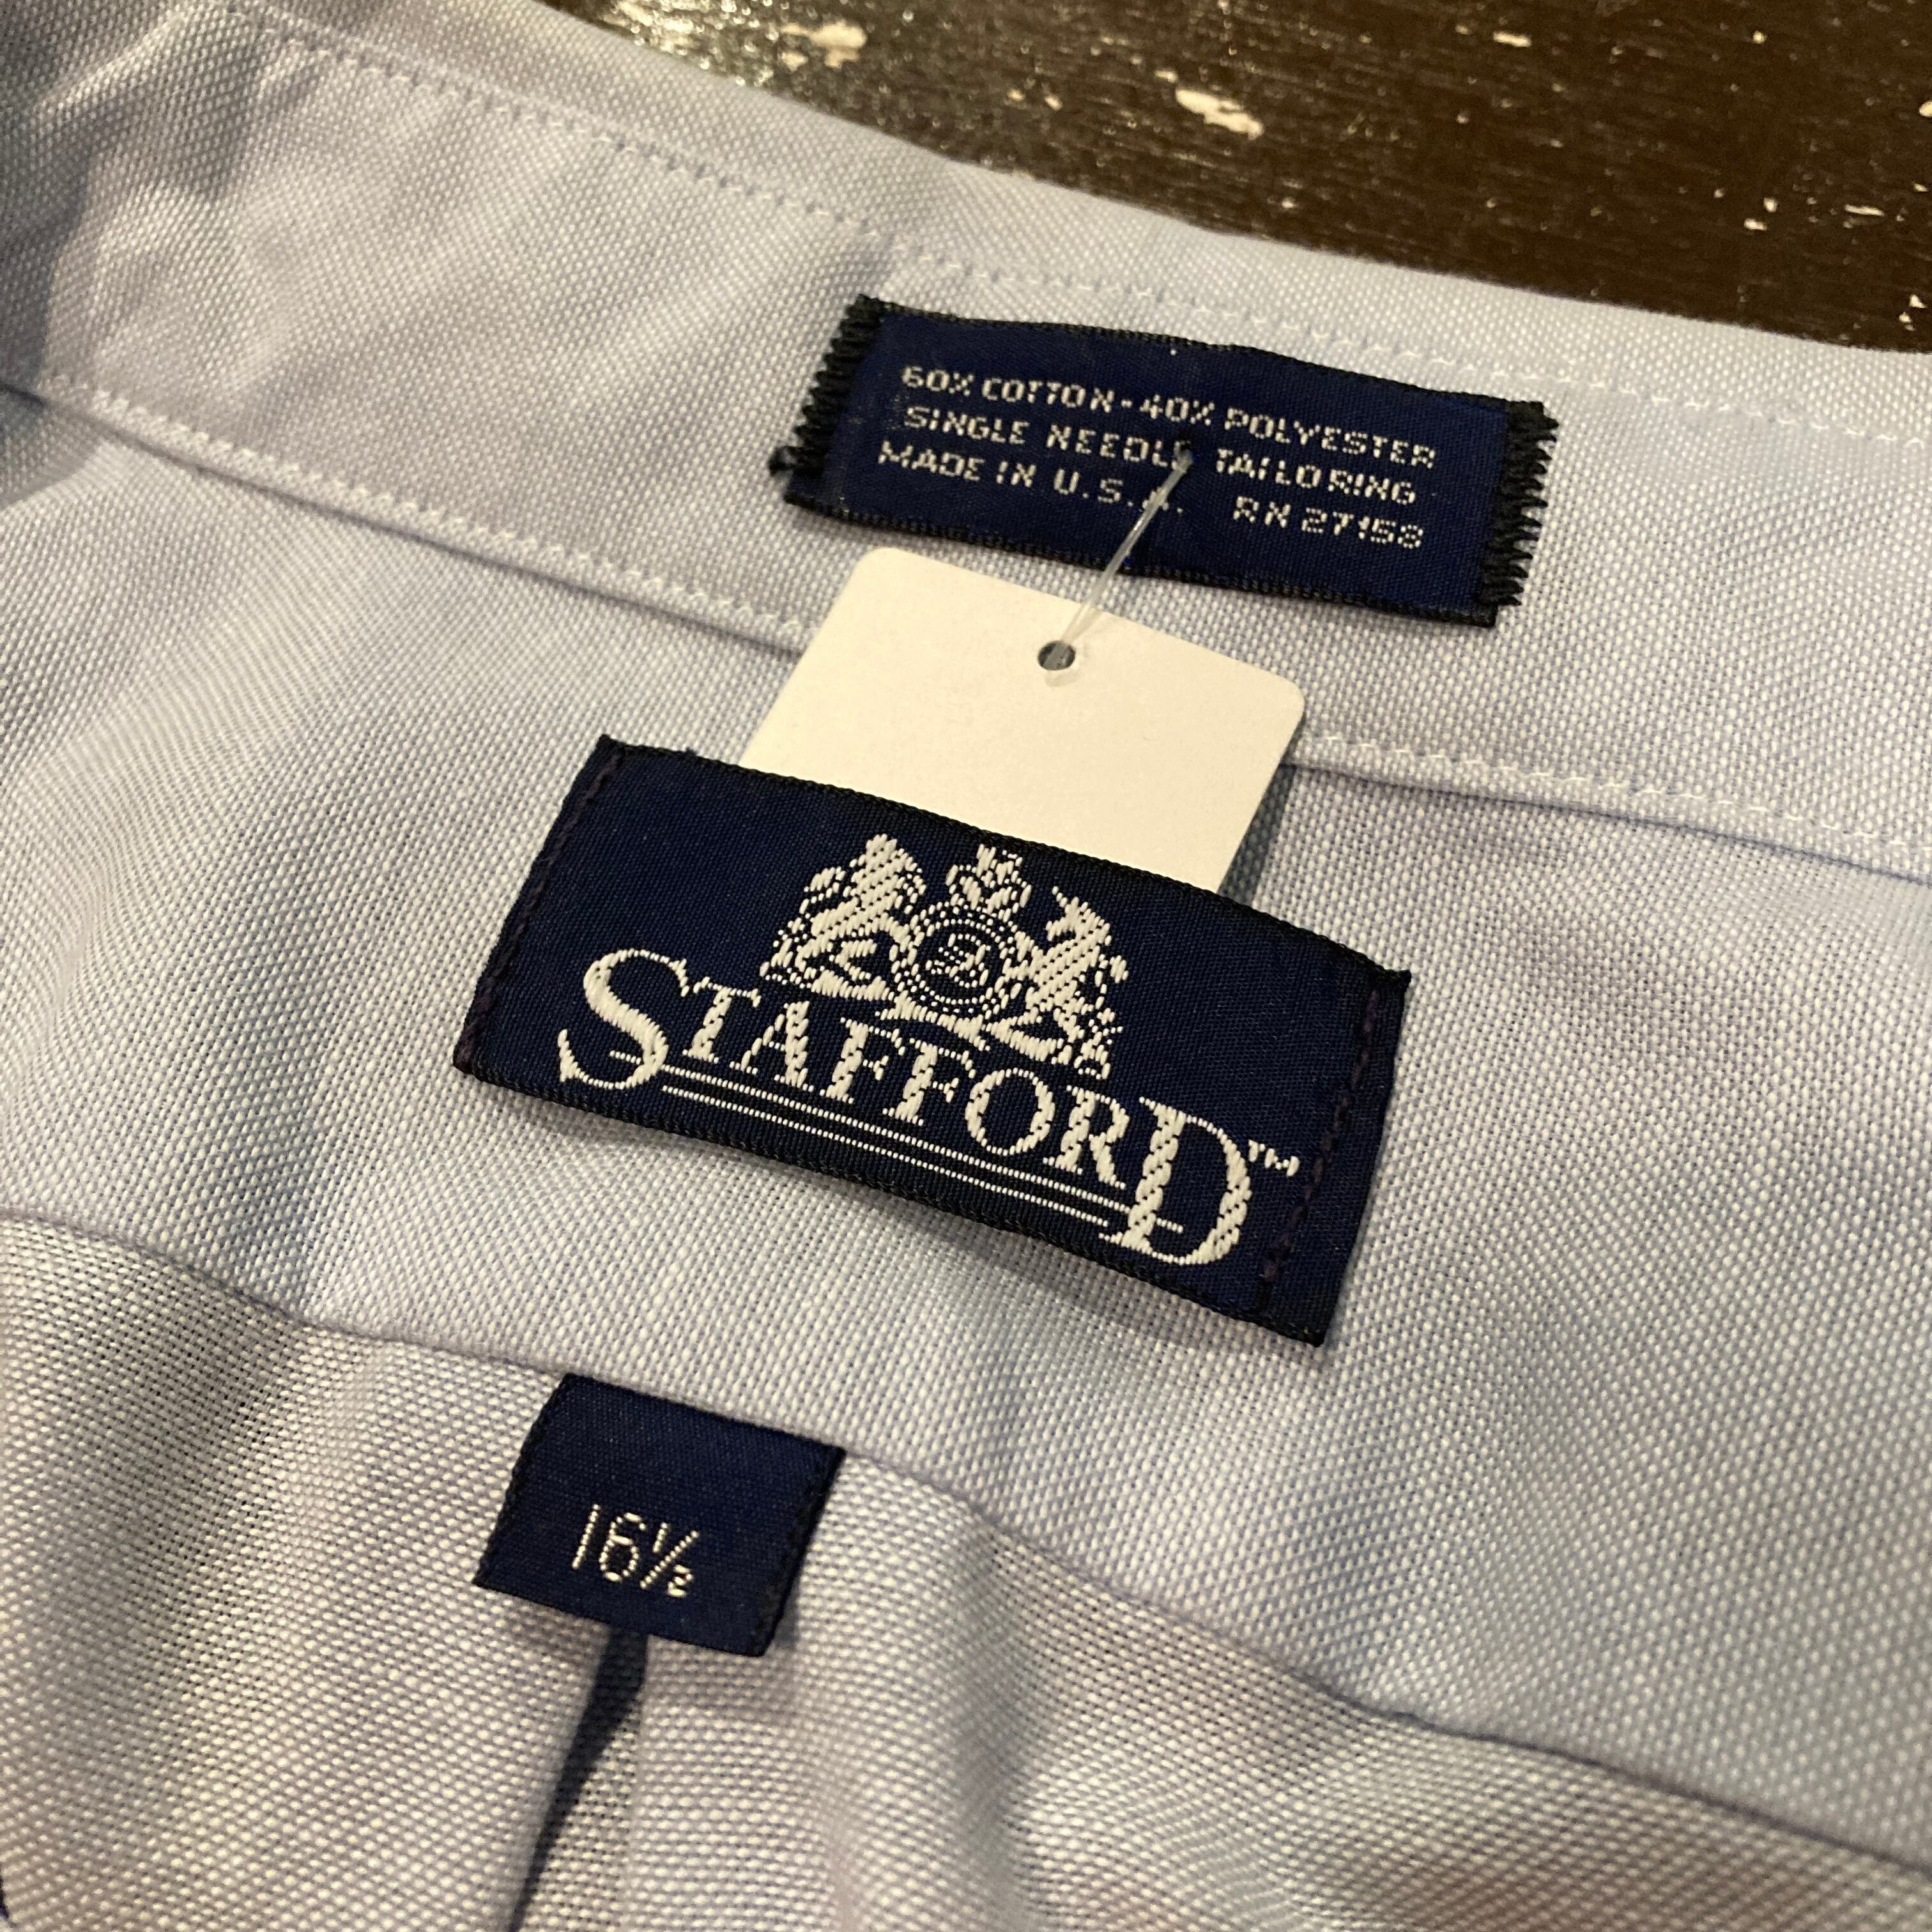 60% COTTON-40% POLYESTER
SINGLE NEEDLE TAILORING
MADE IN U.S.A. RN 27158
STAFFORD™
16½